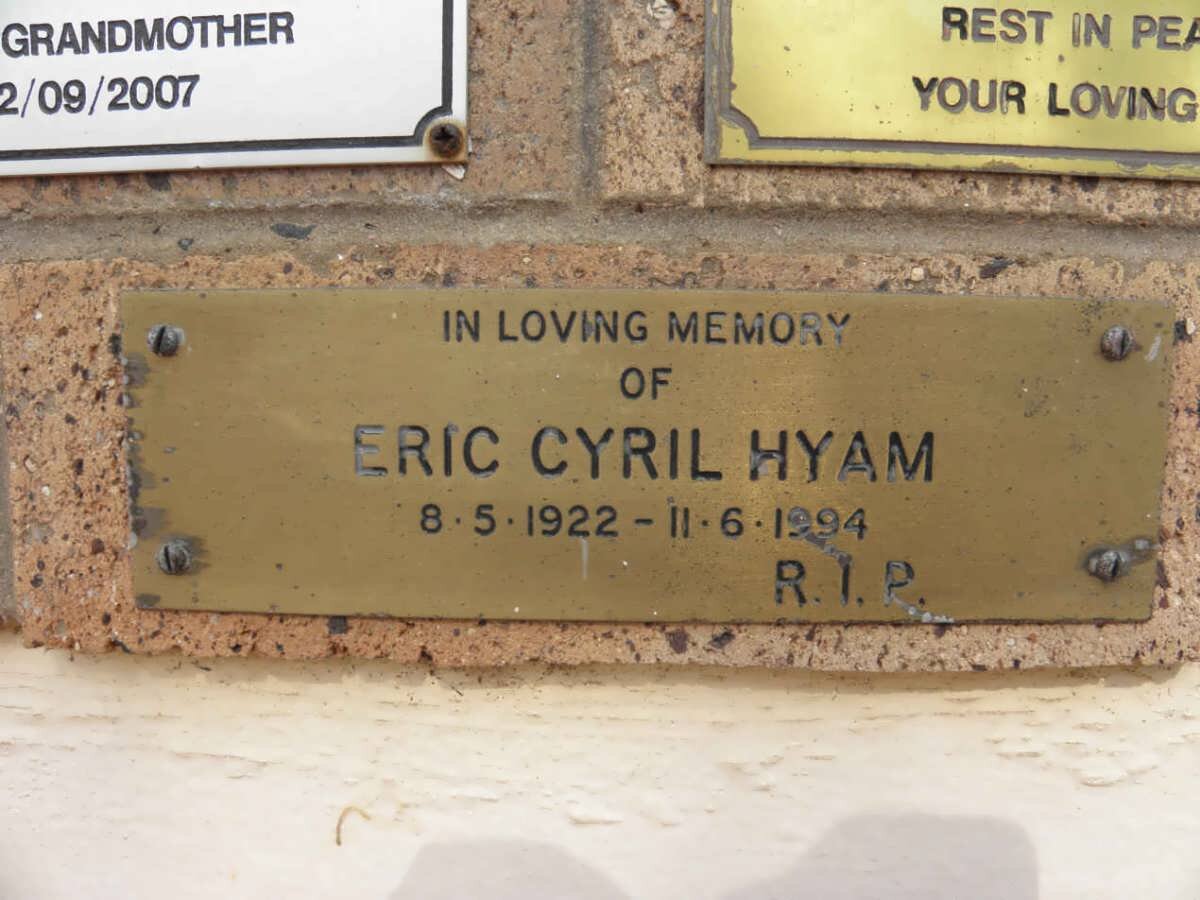 GRANDMOTHER
2/09/2007
REST IN PEA
YOUR LOVING
IN LOVING MEMORY
OF
ERIC CYRIL HYAM
8·5·1922 - 11·6·1994
R.I.P.